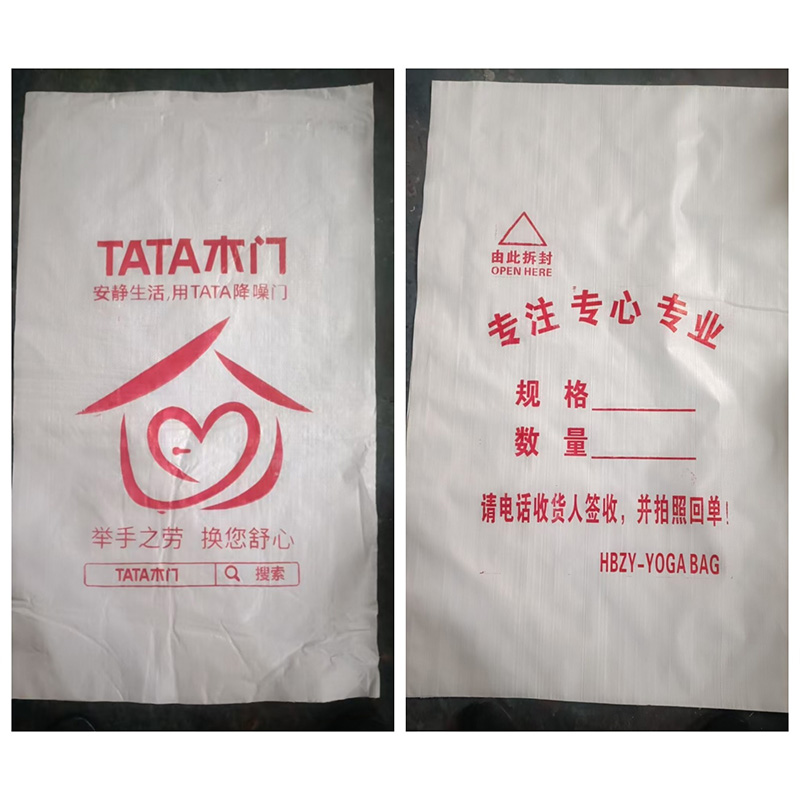 TATA木门
安静生活,用TATA降噪门
举手之劳 换您舒心
TATA木门 搜索
由此拆封
OPEN HERE
专注 专心 专业
规格
数量
请电话收货人签收，并拍照回单！
HBZY-YOGA BAG